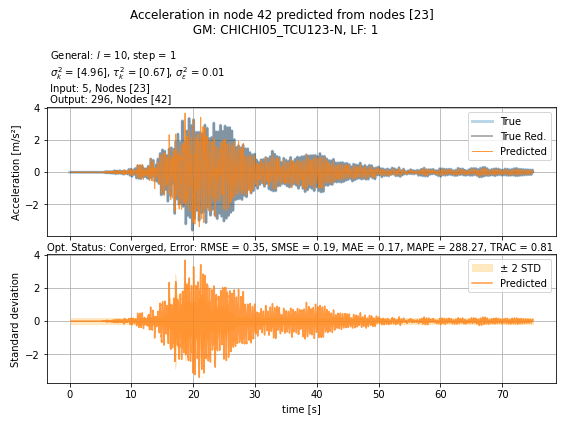 Acceleration in node 42 predicted from nodes [23]
GM: CHICHI05_TCU123-N, LF: 1
General: l = 10, step = 1
σ²ₖ = [4.96], τ²ₖ = [0.67], σ²ε = 0.01
Input: 5, Nodes [23]
Output: 296, Nodes [42]
Acceleration [m/s²]
4
2
0
−2
True
True Red.
Predicted
Opt. Status: Converged, Error: RMSE = 0.35, SMSE = 0.19, MAE = 0.17, MAPE = 288.27, TRAC = 0.81
Standard deviation
4
2
0
−2
± 2 STD
Predicted
0 10 20 30 40 50 60 70
time [s]